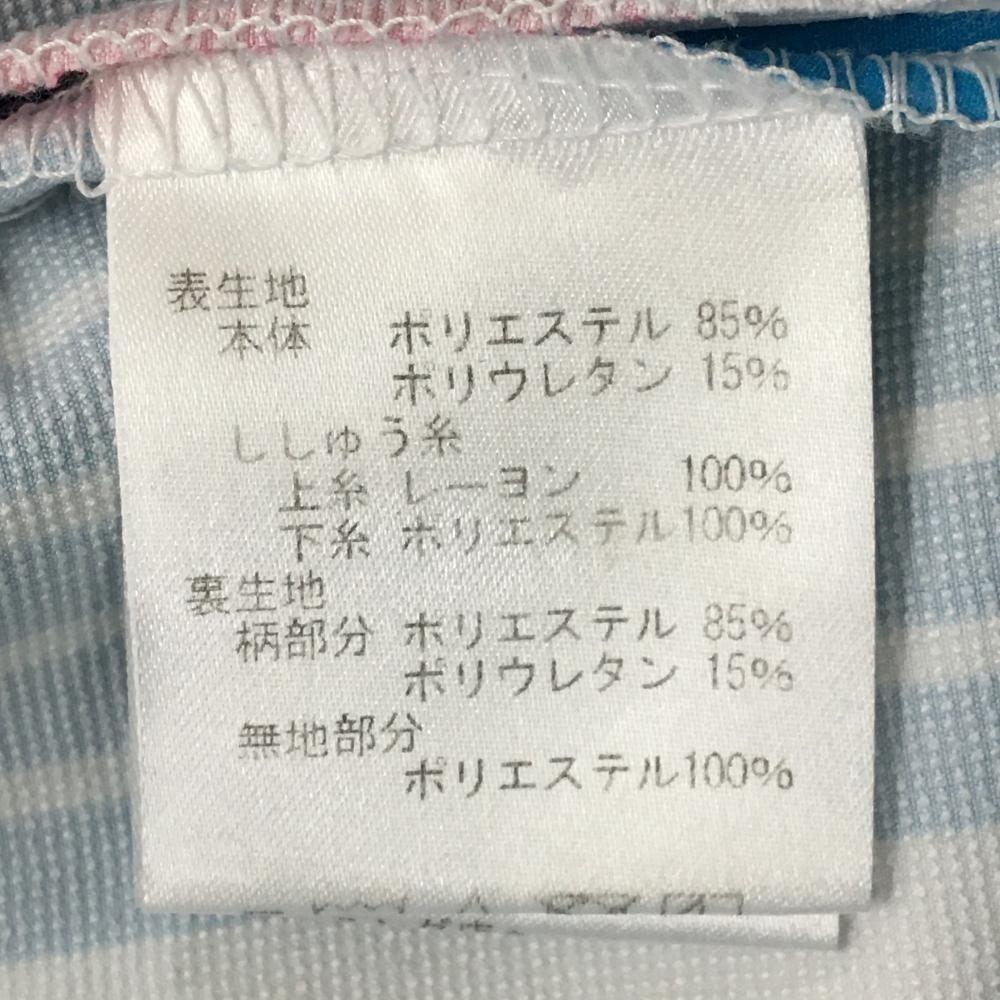 表生地
本体 ポリエステル 85%
ポリウレタン 15%
ししゅう糸
上糸 レーヨン 100%
下糸 ポリエステル100%
裏生地
柄部分 ポリエステル 85%
ポリウレタン 15%
無地部分
ポリエステル100%